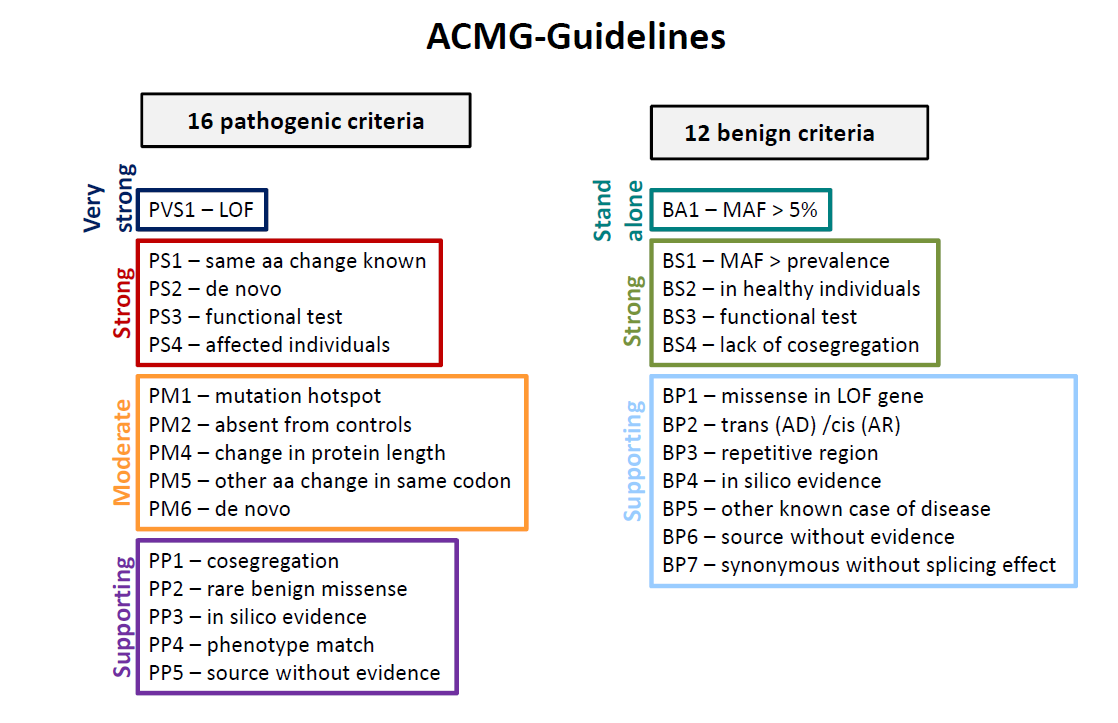 ACMG-Guidelines
16 pathogenic criteria
Very
strong
PVS1 – LOF
Strong
PS1 – same aa change known
PS2 – de novo
PS3 – functional test
PS4 – affected individuals
Moderate
PM1 – mutation hotspot
PM2 – absent from controls
PM4 – change in protein length
PM5 – other aa change in same codon
PM6 – de novo
Supporting
PP1 – cosegregation
PP2 – rare benign missense
PP3 – in silico evidence
PP4 – phenotype match
PP5 – source without evidence
12 benign criteria
Stand
alone
BA1 – MAF > 5%
Strong
BS1 – MAF > prevalence
BS2 – in healthy individuals
BS3 – functional test
BS4 – lack of cosegregation
Supporting
BP1 – missense in LOF gene
BP2 – trans (AD) /cis (AR)
BP3 – repetitive region
BP4 – in silico evidence
BP5 – other known case of disease
BP6 – source without evidence
BP7 – synonymous without splicing effect